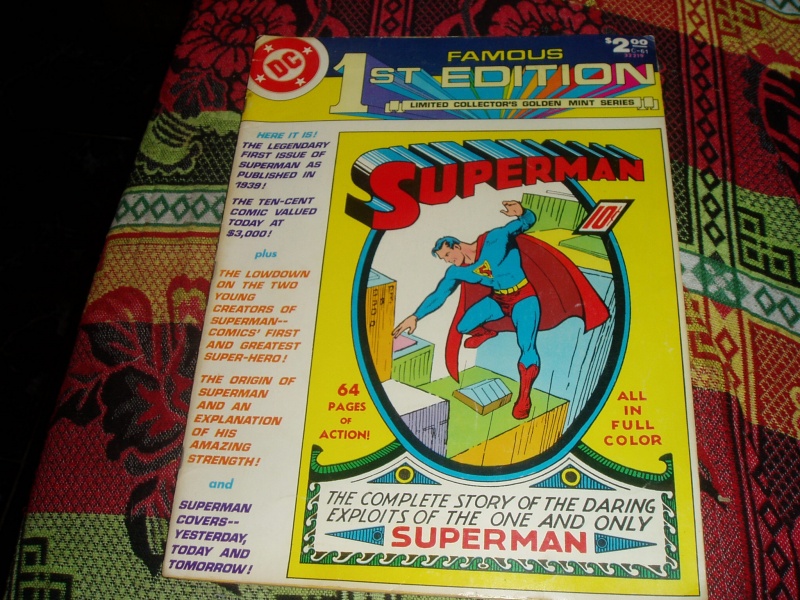 DC
FAMOUS
1ST EDITION
LIMITED COLLECTOR'S GOLDEN MINT SERIES
$2.00
C-61
HERE IT IS!
THE LEGENDARY
FIRST ISSUE OF
SUPERMAN AS
PUBLISHED IN
1939!
THE TEN-CENT
COMIC VALUED
TODAY AT
$3,000!
plus
THE LOWDOWN
ON THE TWO
YOUNG
CREATORS OF
SUPERMAN--
COMICS' FIRST
AND GREATEST
SUPER-HERO!
THE ORIGIN OF
SUPERMAN
AND AN
EXPLANATION
OF HIS
AMAZING
STRENGTH!
and
SUPERMAN
COVERS--
YESTERDAY,
TODAY AND
TOMORROW!
SUPERMAN
10¢
S
64
PAGES
OF
ACTION!
ALL
IN
FULL
COLOR
THE COMPLETE STORY OF THE DARING
EXPLOITS OF THE ONE AND ONLY
SUPERMAN